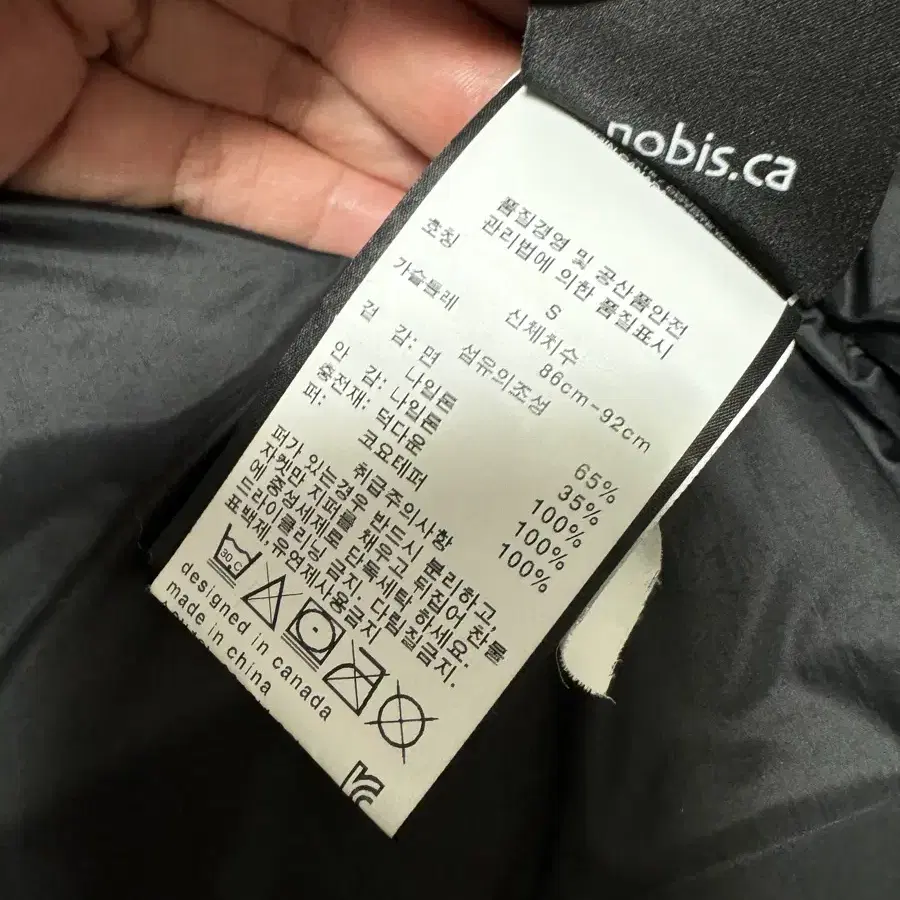 nobis.ca
품질경영 및 공산품안전
관리법에 의한 품질표시
호칭 S
신체치수
가슴둘레 86cm-92cm
섬유의조성
겉 감: 면 65%
나일론 35%
안 감: 나일론 100%
충전재: 덕다운 100%
퍼: 코요테퍼 100%
취급주의사항
퍼가 있는경우 반드시 분리하고,
자켓만 지퍼를 채우고 뒤집어 찬물
에 중성세제로 단독세탁 하세요.
드라이클리닝 금지. 다림질금지.
표백제,유연제사용금지
30C
designed in canada
made in china